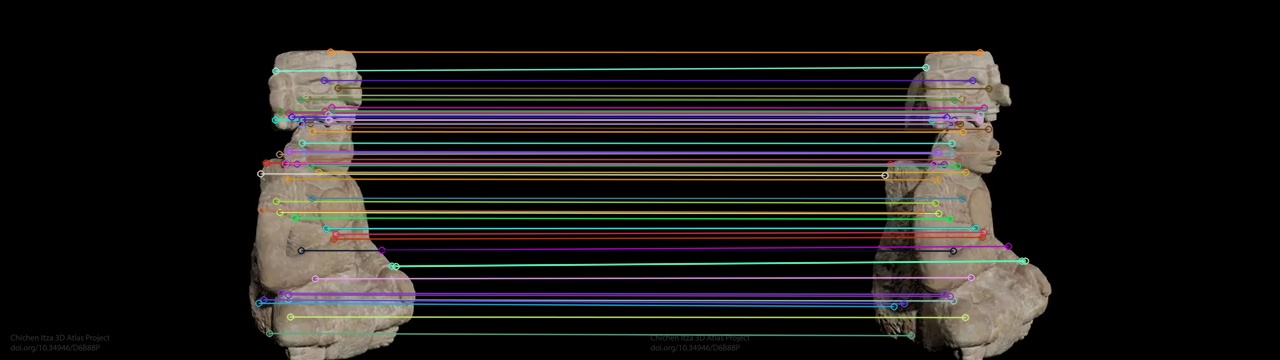 Chichen Itza 3D Atlas Project
doi.org/10.34946/D6B88P
Chichen Itza 3D Atlas Project
doi.org/10.34946/D6B88P